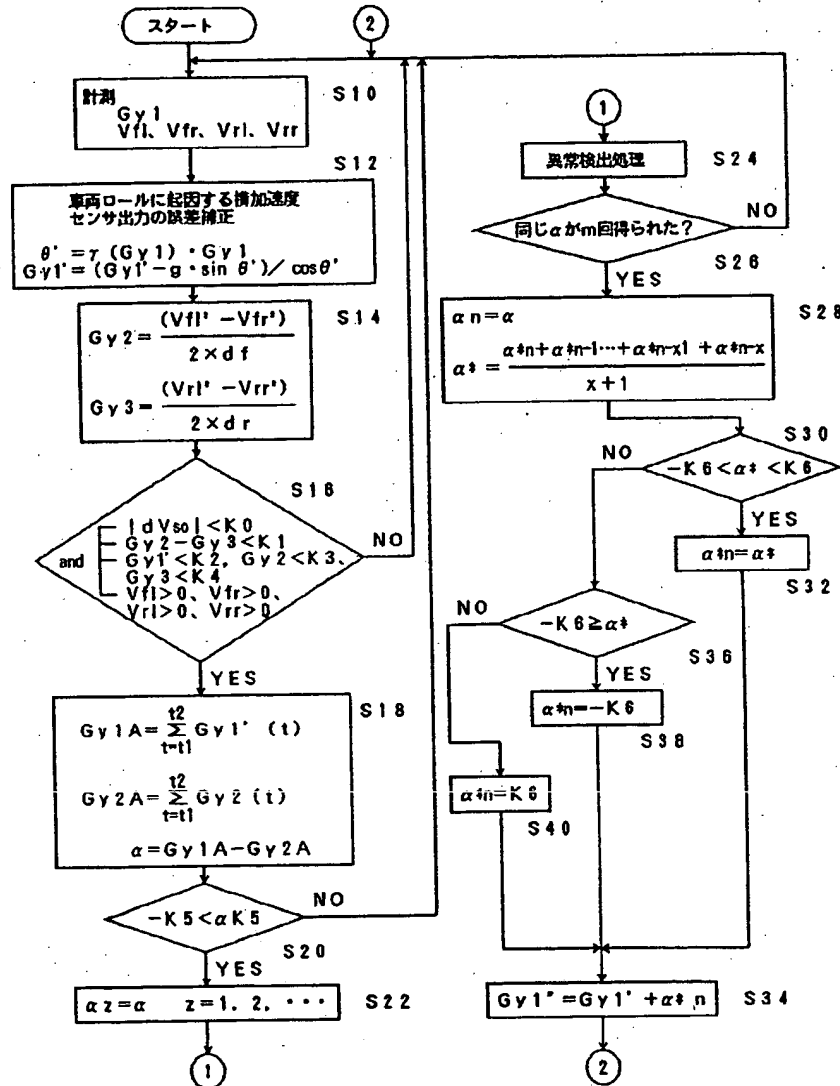 スタート
2
計測
Gy1
Vfl、Vfr、Vrl、Vrr
S10
S12
車両ロールに起因する横加速度
センサ出力の誤差補正
θ'=γ(Gy1)・Gy1
Gy1'=(Gy1'-g・sin θ')/cosθ'
S14
Gy2=(Vfl²-Vfr²)/2×df
Gy3=(Vrl²-Vrr²)/2×dr
S16
and
|dVso|<K0
Gy2-Gy3<K1
Gy1'<K2, Gy2<K3、
Gy3<K4
Vfl>0、Vfr>0、
Vrl>0、Vrr>0
NO
YES
S18
Gy1A=Σ Gy1' (t)
t2
t=t1
Gy2A=Σ Gy2 (t)
t2
t=t1
α=Gy1A-Gy2A
-K5<αK5
NO
S20
YES
αz=α z=1, 2, ・・・
S22
1
1
異常検出処理
S24
同じαがm回得られた?
NO
S26
YES
S28
αn=α
α*=(α*n+α*n-1…+α*n-x1+α*n-x)/x+1
S30
NO
-K6<α*<K6
YES
α*n=α*
S32
NO
-K6≧α*
S36
YES
α*n=-K6
S38
α*n=K6
S40
Gy1"=Gy1'+α*n
S34
2